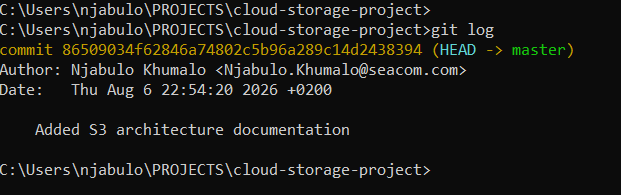 C:\Users\njabulo\PROJECTS\cloud-storage-project>
C:\Users\njabulo\PROJECTS\cloud-storage-project>git log
commit 86509034f62846a74802c5b96a289c14d2438394 (HEAD -> master)
Author: Njabulo Khumalo <Njabulo.Khumalo@seacom.com>
Date:   Thu Aug 6 22:54:20 2026 +0200
    Added S3 architecture documentation
C:\Users\njabulo\PROJECTS\cloud-storage-project>